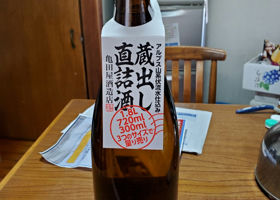 アルプス山系伏流水仕込み
蔵出し
直詰酒
亀田屋酒造店
1.8L
720ml
300ml
3つのサイズで
量り売り